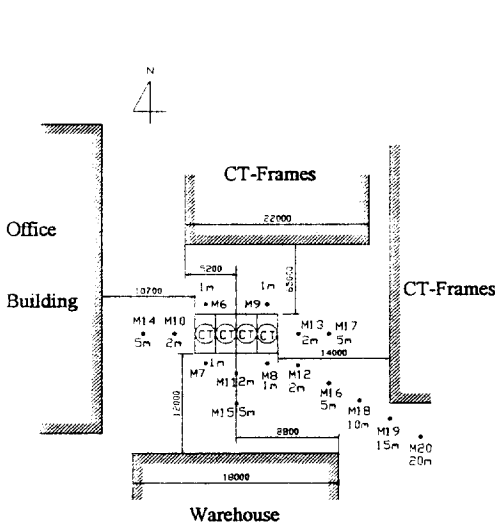 N
CT-Frames
22000
Office
Building
5200
10700
1m
1m
M6
M9
CT-Frames
M14
M10
CT CT CT CT
M13
M17
5m
2m
2m
5m
14000
M7
1m
M8
M12
M11 2m
1m
2m
12000
M16
M15 5m
5m
M18
10m
M19
2800
15m
M20
20m
18000
Warehouse